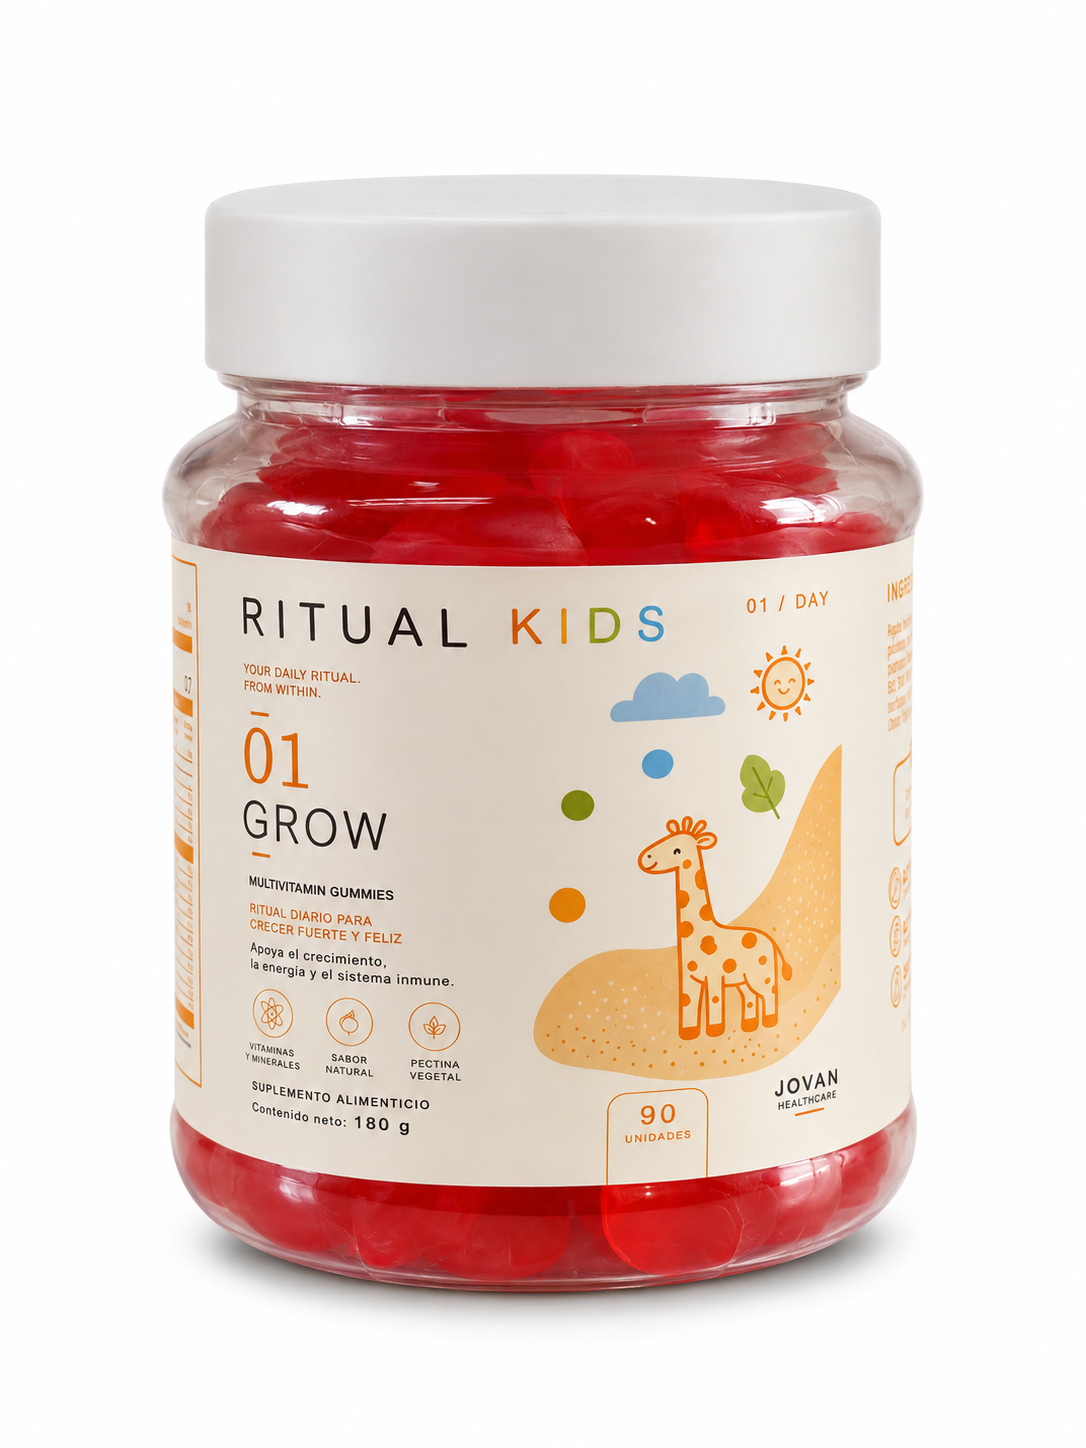 RITUAL KIDS
01 / DAY
YOUR DAILY RITUAL.
FROM WITHIN.
01
GROW
MULTIVITAMIN GUMMIES
RITUAL DIARIO PARA
CRECER FUERTE Y FELIZ
Apoya el crecimiento,
la energía y el sistema inmune.
VITAMINAS
Y MINERALES
SABOR
NATURAL
PECTINA
VEGETAL
SUPLEMENTO ALIMENTICIO
Contenido neto: 180 g
90
UNIDADES
JOVAN
HEALTHCARE